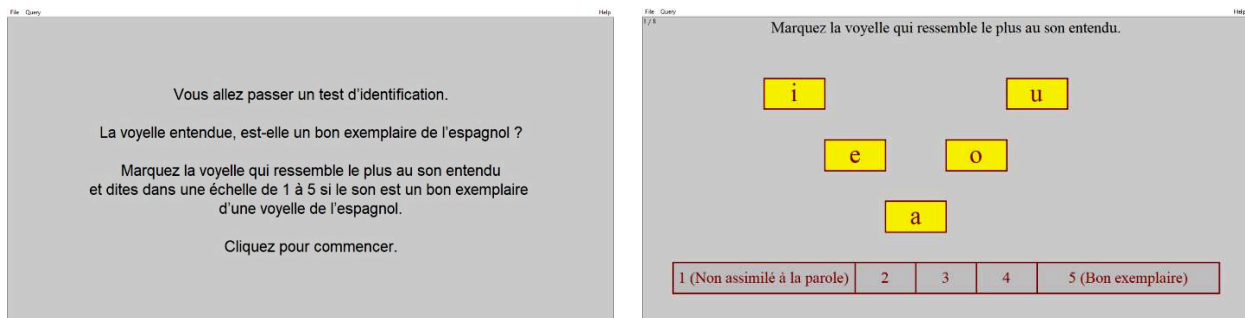 File Query Help
Vous allez passer un test d'identification.
La voyelle entendue, est-elle un bon exemplaire de l'espagnol ?
Marquez la voyelle qui ressemble le plus au son entendu
et dites dans une échelle de 1 à 5 si le son est un bon exemplaire
d'une voyelle de l'espagnol.
Cliquez pour commencer.
File Query Help
Marquez la voyelle qui ressemble le plus au son entendu.
i u
e o
a
1 (Non assimilé à la parole) 2 3 4 5 (Bon exemplaire)